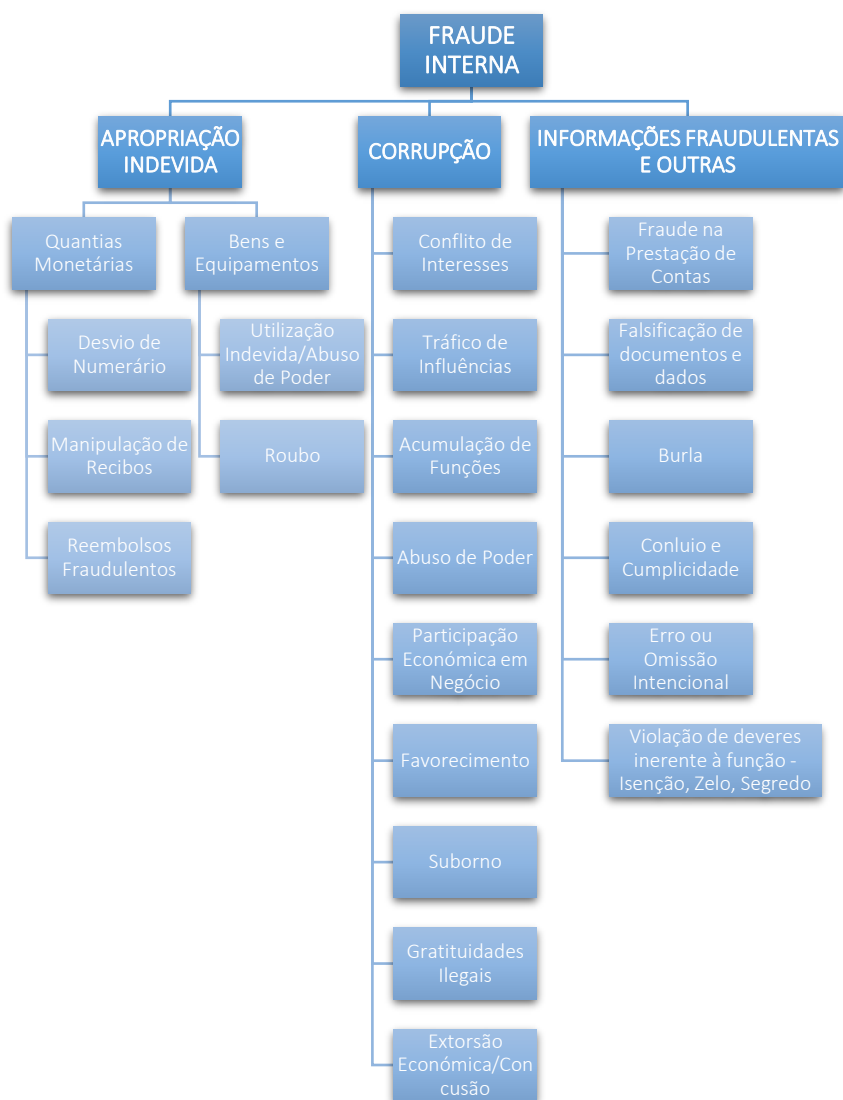 FRAUDE
INTERNA
APROPRIAÇÃO
INDEVIDA
Quantias
Monetárias
Desvio de
Numerário
Manipulação de
Recibos
Reembolsos
Fraudulentos
Bens e
Equipamentos
Utilização
Indevida/Abuso
de Poder
Roubo
CORRUPÇÃO
Conflito de
Interesses
Tráfico de
Influências
Acumulação de
Funções
Abuso de Poder
Participação
Económica em
Negócio
Favorecimento
Suborno
Gratituidades
Ilegais
Extorsão
Económica/Con
cusão
INFORMAÇÕES FRAUDULENTAS
E OUTRAS
Fraude na
Prestação de
Contas
Falsificação de
documentos e
dados
Burla
Conluio e
Cumplicidade
Erro ou
Omissão
Intencional
Violação de deveres
inerente à função -
Isenção, Zelo, Segredo